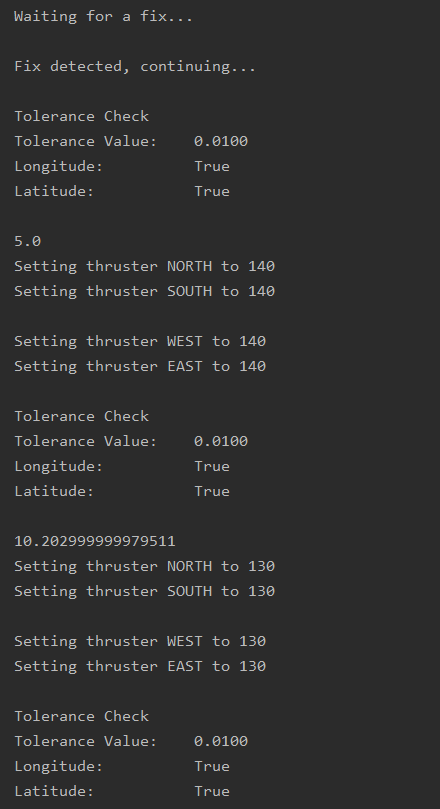 Waiting for a fix...
Fix detected, continuing...
Tolerance Check
Tolerance Value:    0.0100
Longitude:          True
Latitude:           True
5.0
Setting thruster NORTH to 140
Setting thruster SOUTH to 140
Setting thruster WEST to 140
Setting thruster EAST to 140
Tolerance Check
Tolerance Value:    0.0100
Longitude:          True
Latitude:           True
10.202999999979511
Setting thruster NORTH to 130
Setting thruster SOUTH to 130
Setting thruster WEST to 130
Setting thruster EAST to 130
Tolerance Check
Tolerance Value:    0.0100
Longitude:          True
Latitude:           True